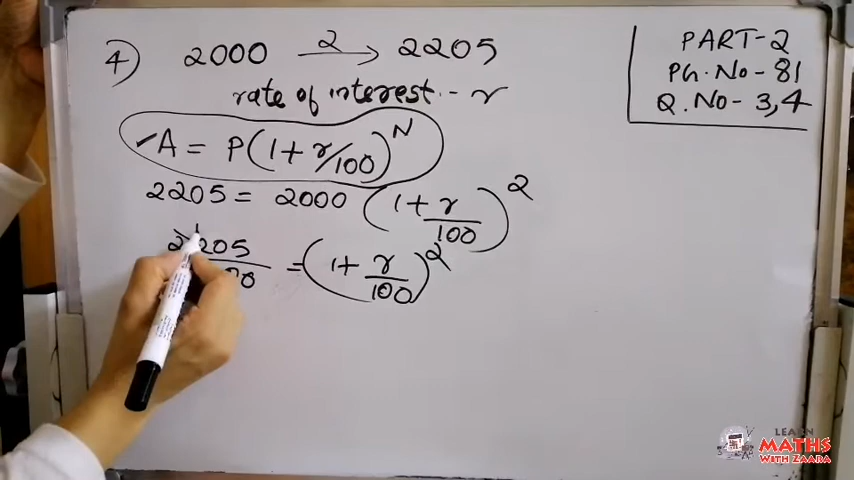 4) 2000 —2→ 2205
rate of interest - r
PART-2
PG.No - 81
Q.No - 3,4
A = P(1 + r/100)^N
2205 = 2000 (1 + r/100)^2
2205 = (1 + r/100)^2
LEARN
MATHS
WITH ZAARA